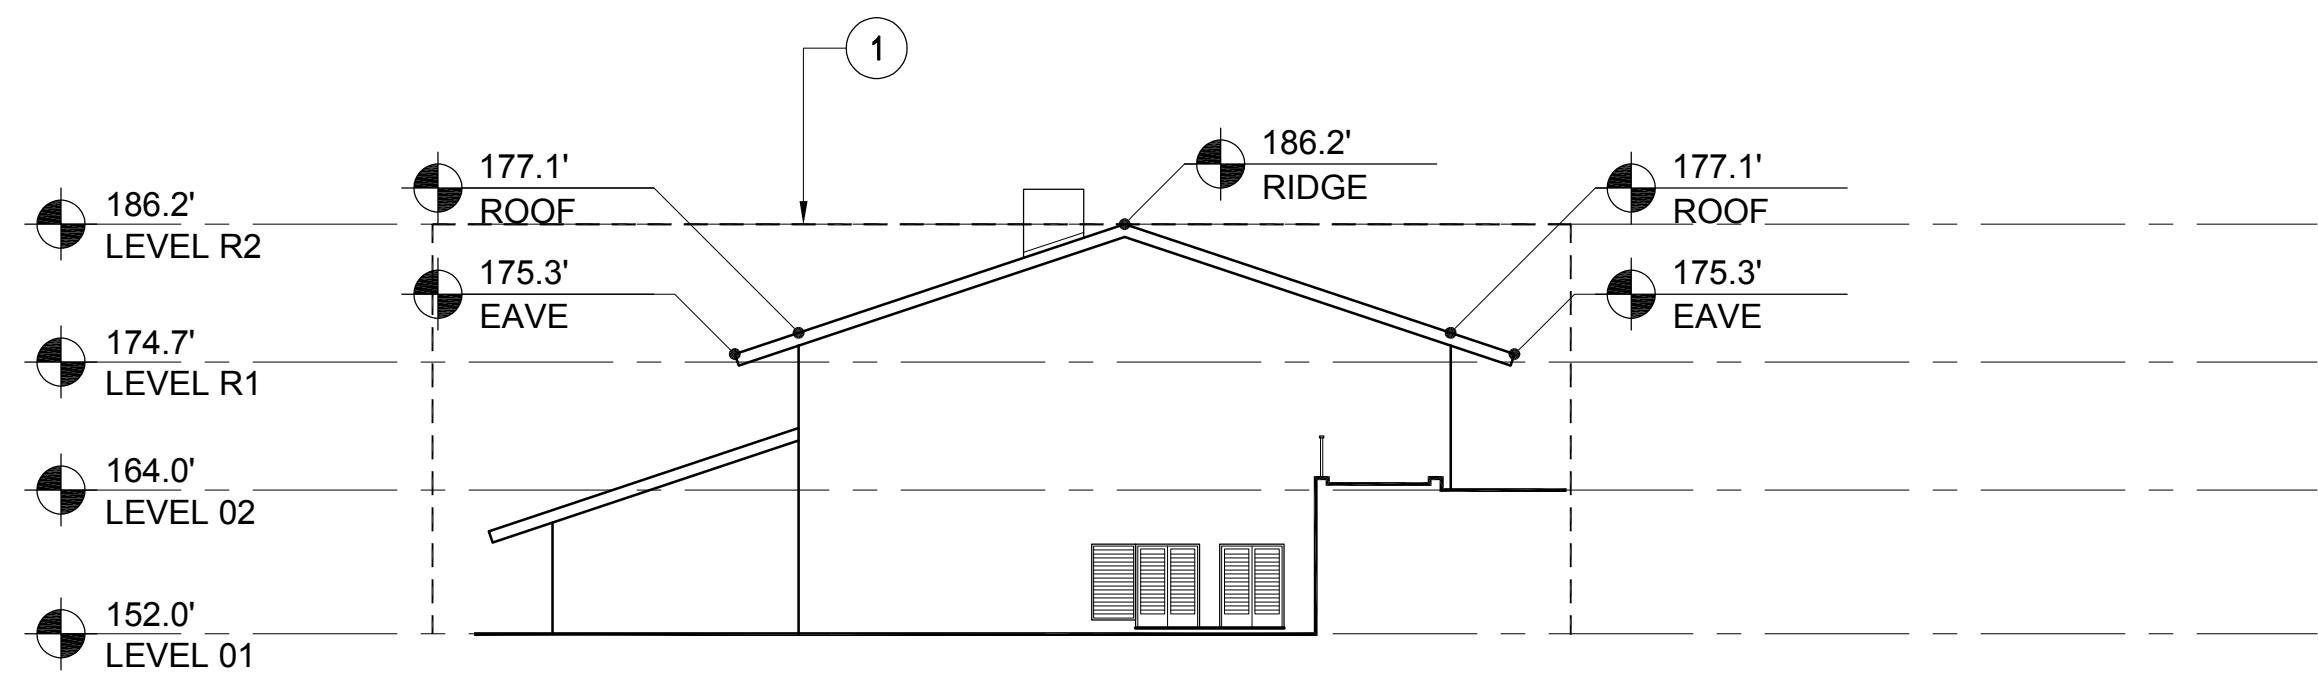 1
186.2'
RIDGE
177.1'
ROOF
177.1'
ROOF
186.2'
LEVEL R2
175.3'
EAVE
175.3'
EAVE
174.7'
LEVEL R1
164.0'
LEVEL 02
152.0'
LEVEL 01